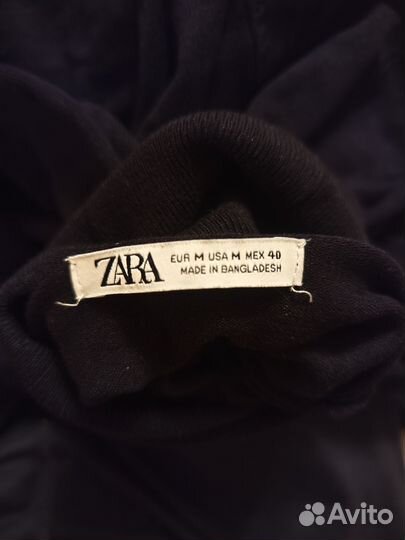 ZARA
EUR M USA M MEX 40
MADE IN BANGLADESH
Avito